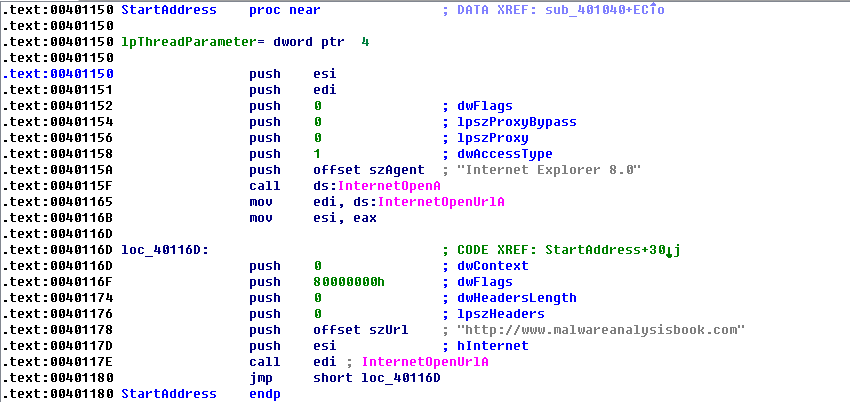 .text:00401150 StartAddress    proc near               ; DATA XREF: sub_401040+EC↑o
.text:00401150
.text:00401150 lpThreadParameter= dword ptr  4
.text:00401150
.text:00401150                 push    esi
.text:00401151                 push    edi
.text:00401152                 push    0               ; dwFlags
.text:00401154                 push    0               ; lpszProxyBypass
.text:00401156                 push    0               ; lpszProxy
.text:00401158                 push    1               ; dwAccessType
.text:0040115A                 push    offset szAgent  ; "Internet Explorer 8.0"
.text:0040115F                 call    ds:InternetOpenA
.text:00401165                 mov     edi, ds:InternetOpenUrlA
.text:0040116B                 mov     esi, eax
.text:0040116D
.text:0040116D loc_40116D:                             ; CODE XREF: StartAddress+30↓j
.text:0040116D                 push    0               ; dwContext
.text:0040116F                 push    80000000h       ; dwFlags
.text:00401174                 push    0               ; dwHeadersLength
.text:00401176                 push    0               ; lpszHeaders
.text:00401178                 push    offset szUrl    ; "http://www.malwareanalysisbook.com"
.text:0040117D                 push    esi             ; hInternet
.text:0040117E                 call    edi ; InternetOpenUrlA
.text:00401180                 jmp     short loc_40116D
.text:00401180 StartAddress    endp